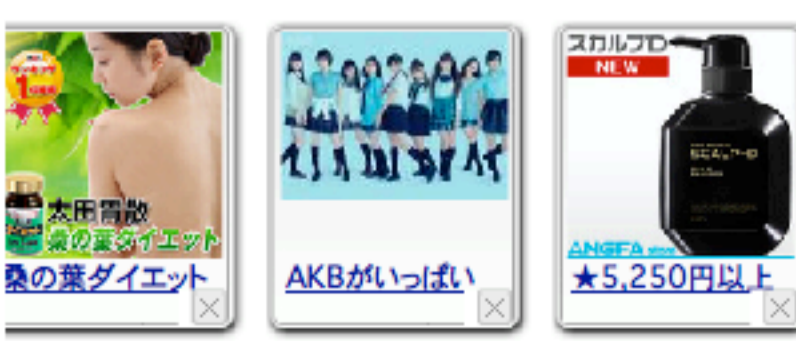 1
太田胃散
桑の葉ダイエット
桑の葉ダイエット
AKBがいっぱい
スカルプD
NEW
SCALP-D
ANGFA
★5,250円以上